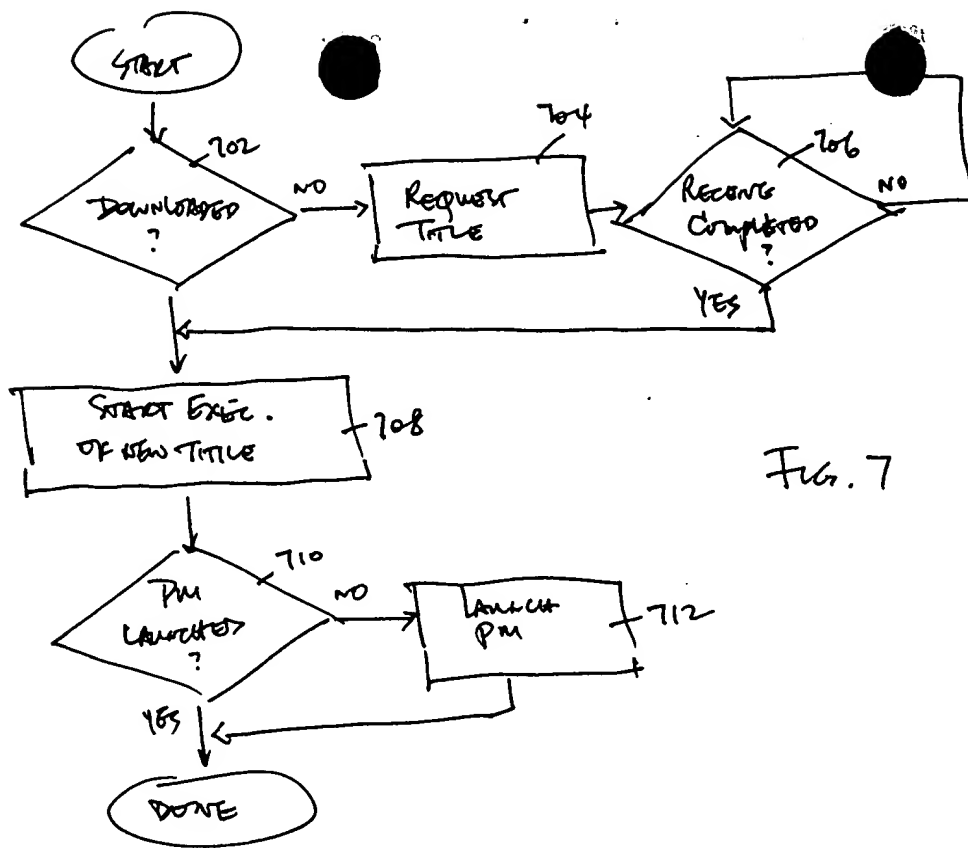 START
702
DOWNLOADED
?
NO
704
REQUEST
TITLE
706
RECEIVE
COMPLETED
?
NO
YES
START EXEC.
OF NEW TITLE
708
FIG. 7
710
PM
LAUNCHED
?
NO
LAUNCH
PM
712
YES
DONE